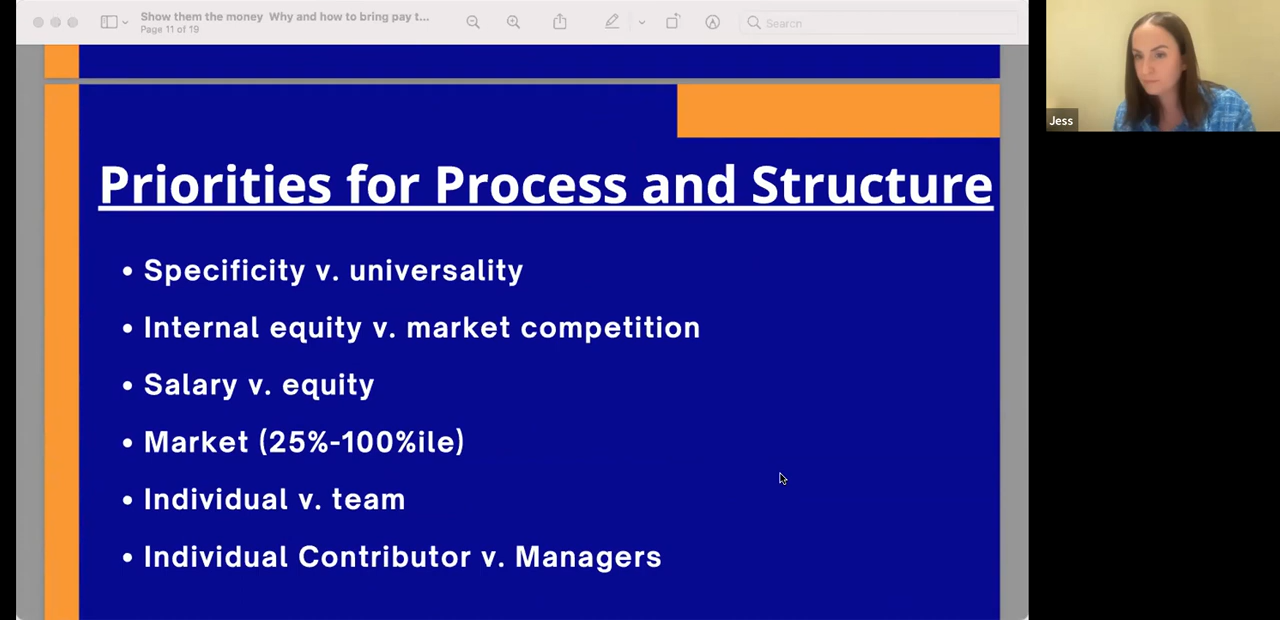 Show them the money Why and how to bring pay t...
Page 11 of 19
Search
Jess
Priorities for Process and Structure
• Specificity v. universality
• Internal equity v. market competition
• Salary v. equity
• Market (25%-100%ile)
• Individual v. team
• Individual Contributor v. Managers